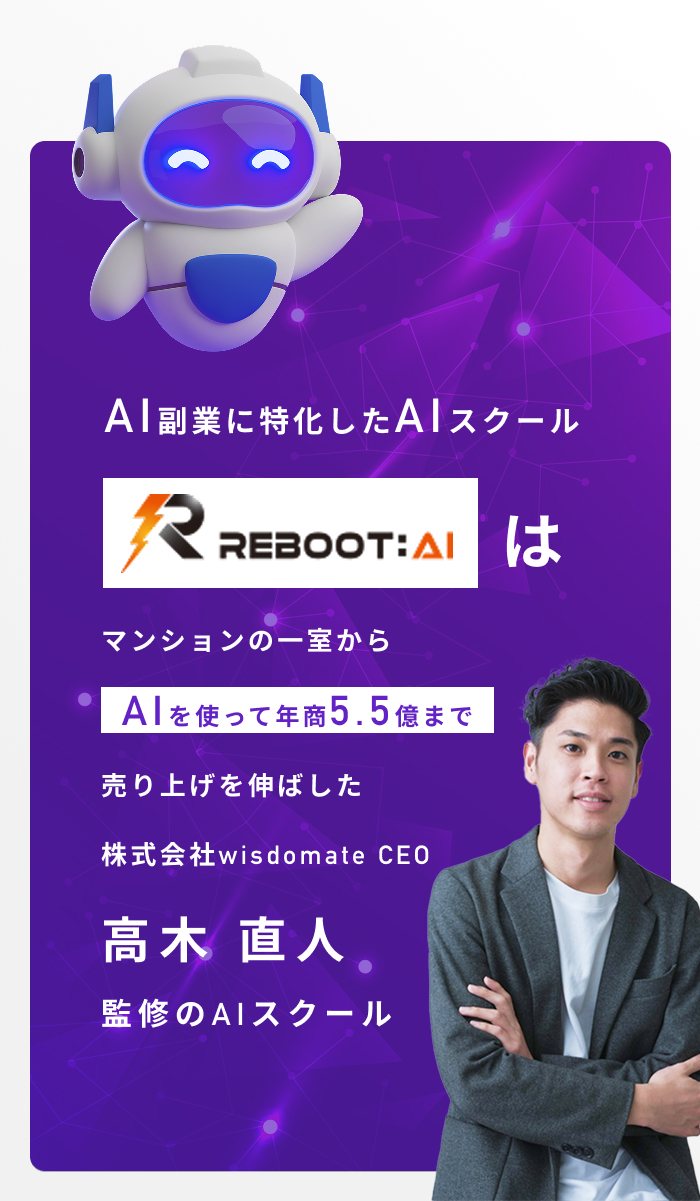 AI副業に特化したAIスクール
REBOOT:AI は
マンションの一室から
AIを使って年商5.5億まで
売り上げを伸ばした
株式会社wisdomate CEO
高木 直人
監修のAIスクール